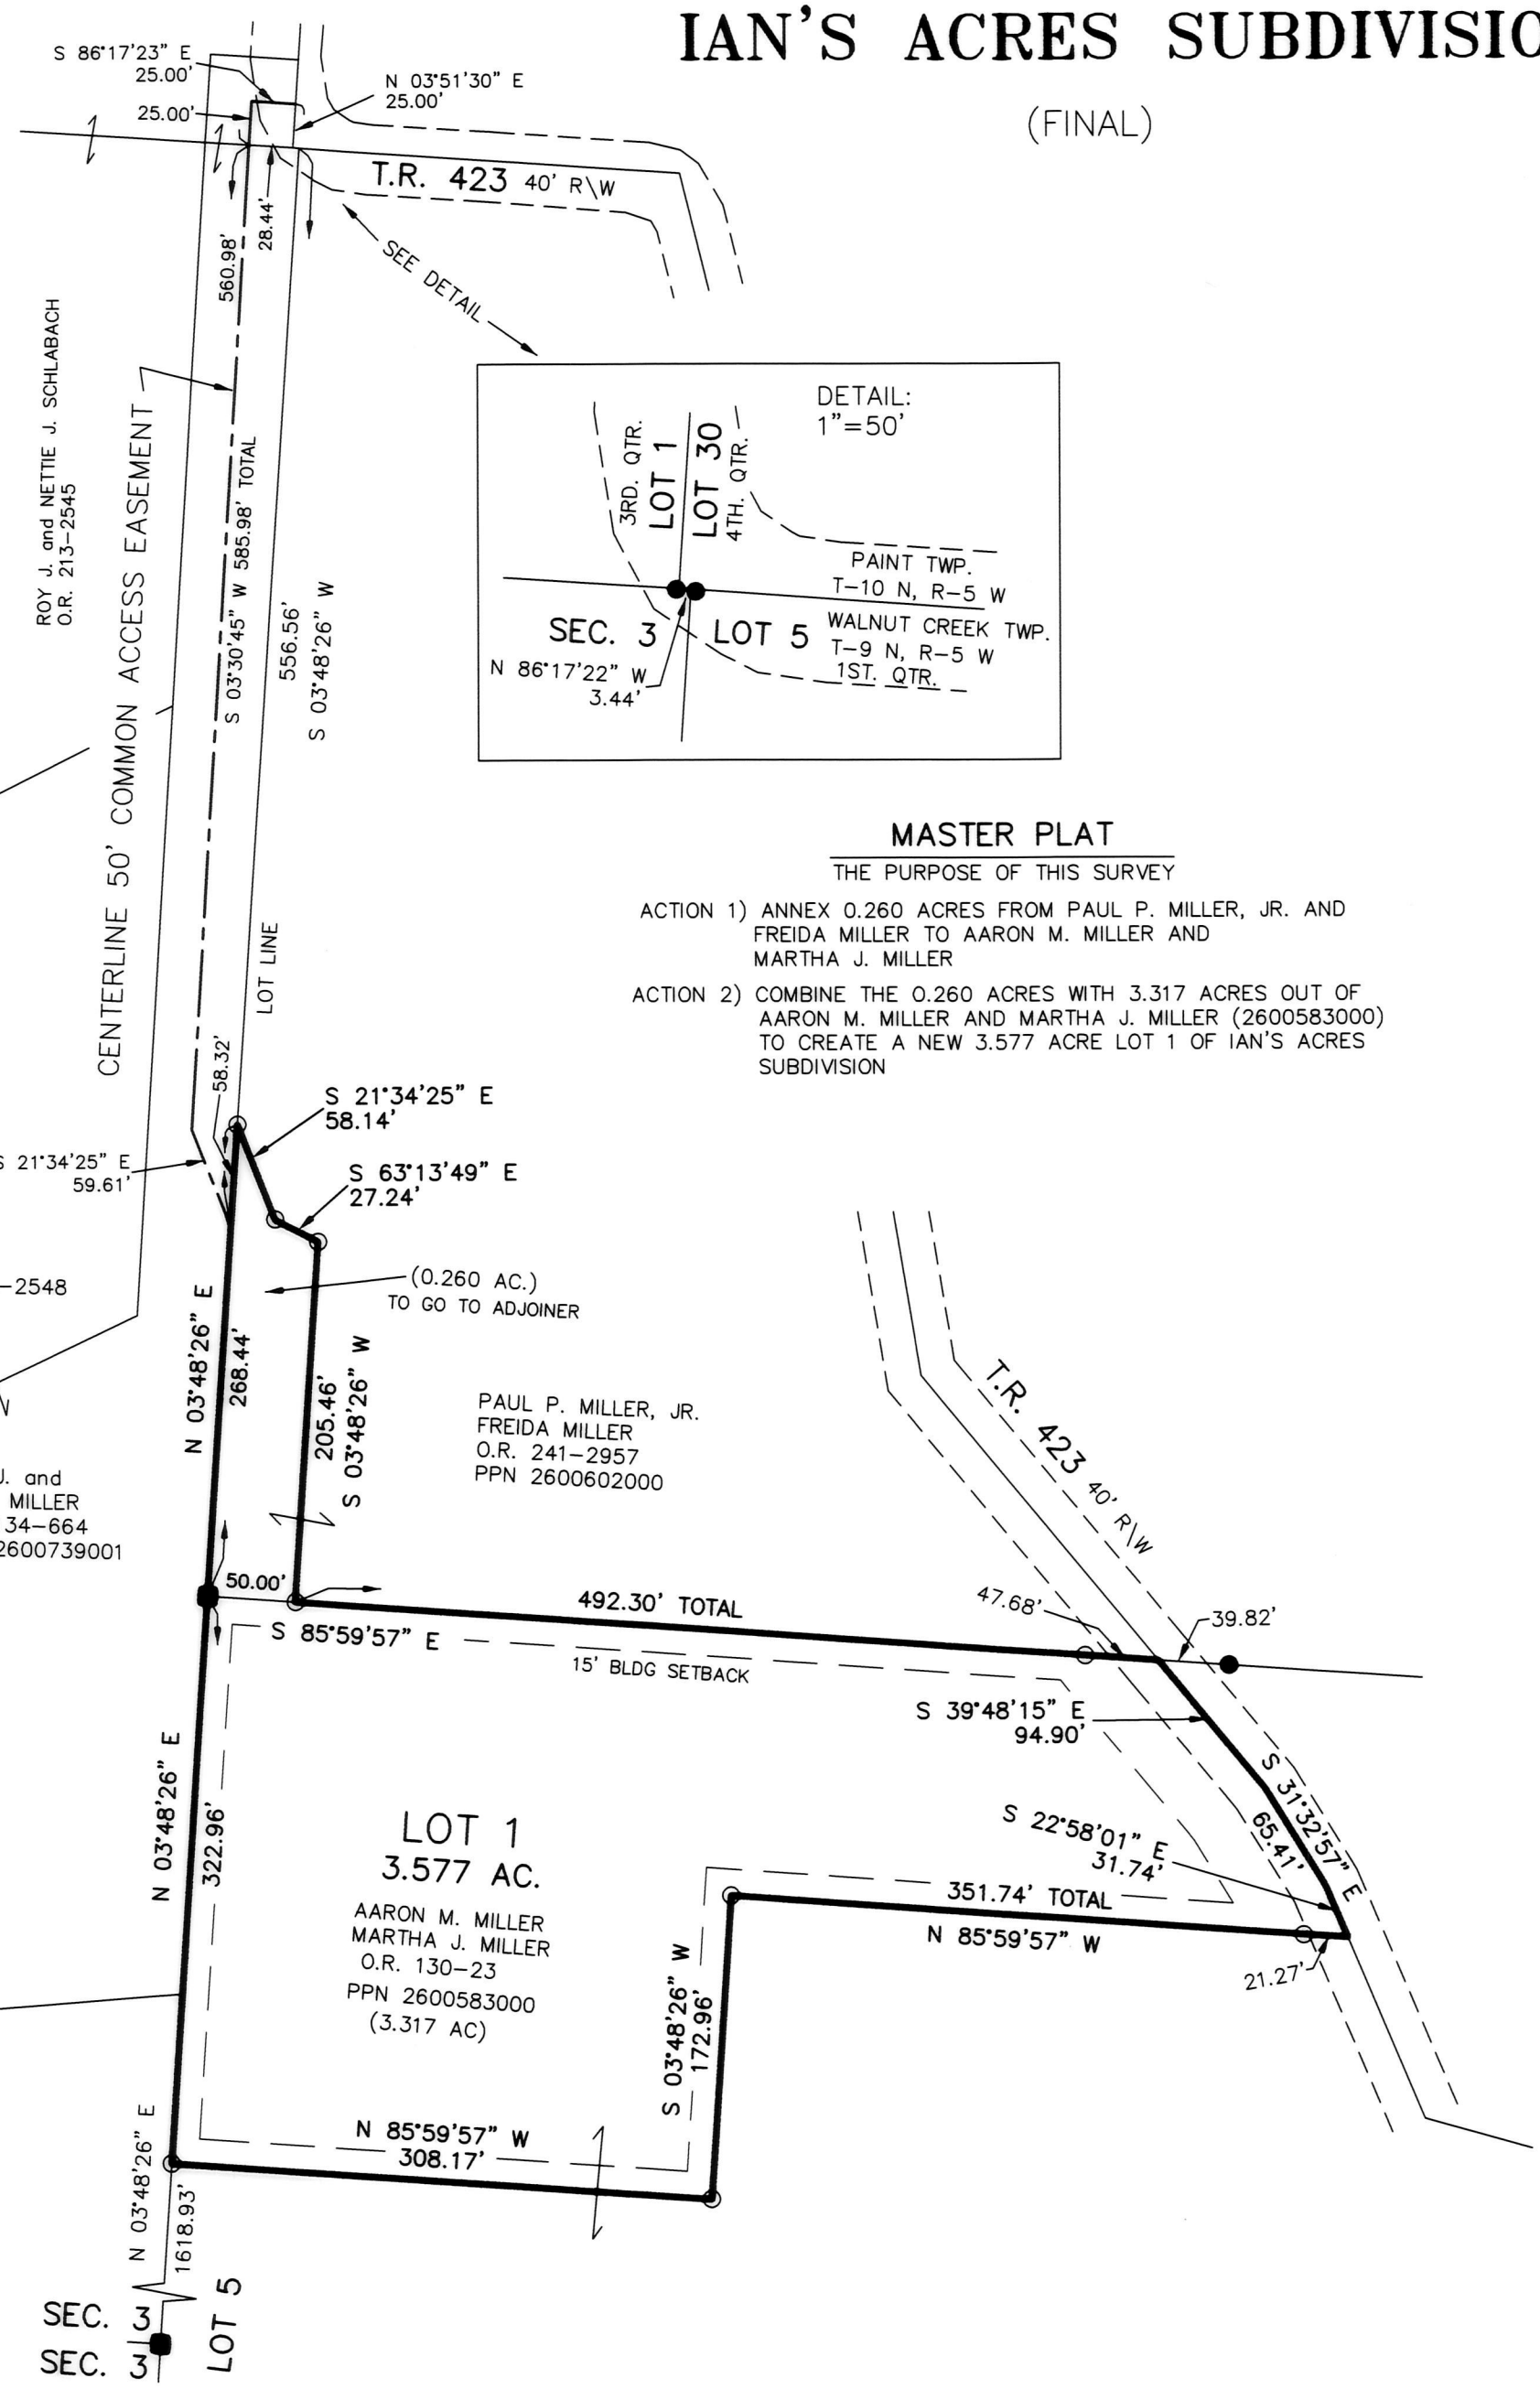 IAN'S ACRES SUBDIVISIO
(FINAL)
S 86°17'23" E
25.00'
N 03°51'30" E
25.00'
25.00'
T.R. 423 40' R\W
28.44'
560.98'
SEE DETAIL
ROY J. and NETTIE J. SCHLABACH
O.R. 213-2545
CENTERLINE 50' COMMON ACCESS EASEMENT
S 03°30'45" W 585.98' TOTAL
556.56'
S 03°48'26" W
LOT LINE
DETAIL:
1"=50'
3RD. QTR.
LOT 1
LOT 30
4TH. QTR.
PAINT TWP.
T-10 N, R-5 W
SEC. 3
LOT 5
WALNUT CREEK TWP.
T-9 N, R-5 W
1ST. QTR.
N 86°17'22" W
3.44'
MASTER PLAT
THE PURPOSE OF THIS SURVEY
ACTION 1) ANNEX 0.260 ACRES FROM PAUL P. MILLER, JR. AND
FREIDA MILLER TO AARON M. MILLER AND
MARTHA J. MILLER
ACTION 2) COMBINE THE 0.260 ACRES WITH 3.317 ACRES OUT OF
AARON M. MILLER AND MARTHA J. MILLER (2600583000)
TO CREATE A NEW 3.577 ACRE LOT 1 OF IAN'S ACRES
SUBDIVISION
58.32'
S 21°34'25" E
58.14'
S 21°34'25" E
59.61'
S 63°13'49" E
27.24'
-2548
(0.260 AC.)
TO GO TO ADJOINER
N 03°48'26" E
268.44'
205.46'
S 03°48'26" W
PAUL P. MILLER, JR.
FREIDA MILLER
O.R. 241-2957
PPN 2600602000
J. and
MILLER
34-664
2600739001
T.R. 423 40' R\W
50.00'
492.30' TOTAL
S 85°59'57" E
15' BLDG SETBACK
47.68'
39.82'
S 39°48'15" E
94.90'
S 31°32'57" E
65.41'
S 22°58'01" E
31.74'
N 03°48'26" E
322.96'
LOT 1
3.577 AC.
AARON M. MILLER
MARTHA J. MILLER
O.R. 130-23
PPN 2600583000
(3.317 AC)
351.74' TOTAL
N 85°59'57" W
21.27'
S 03°48'26" W
172.96'
N 85°59'57" W
308.17'
N 03°48'26" E
1618.93'
LOT 5
SEC. 3
SEC. 3